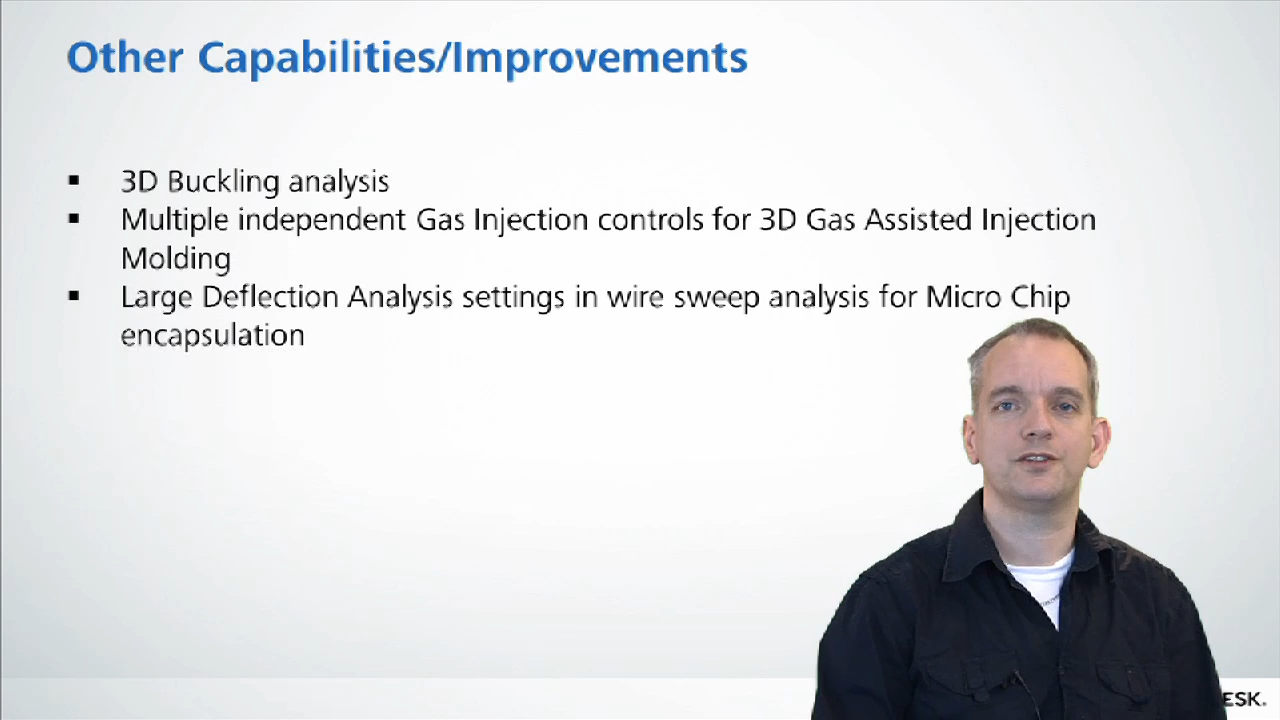 Other Capabilities/Improvements
▪ 3D Buckling analysis
▪ Multiple independent Gas Injection controls for 3D Gas Assisted Injection
Molding
▪ Large Deflection Analysis settings in wire sweep analysis for Micro Chip
encapsulation
ESK.